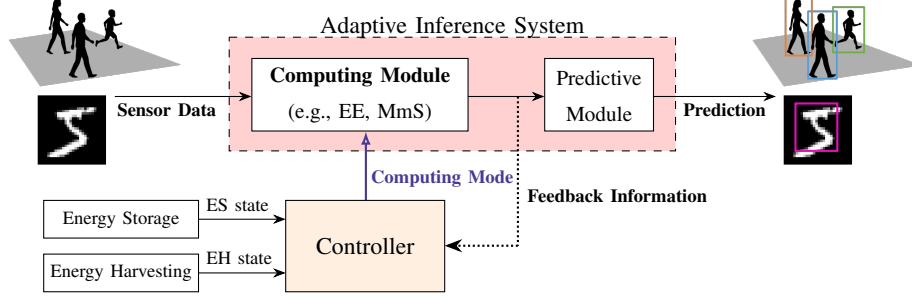 Adaptive Inference System
Computing Module
(e.g., EE, MmS)
Predictive
Module
Sensor Data
Prediction
Computing Mode
Feedback Information
Energy Storage
ES state
Controller
Energy Harvesting
EH state